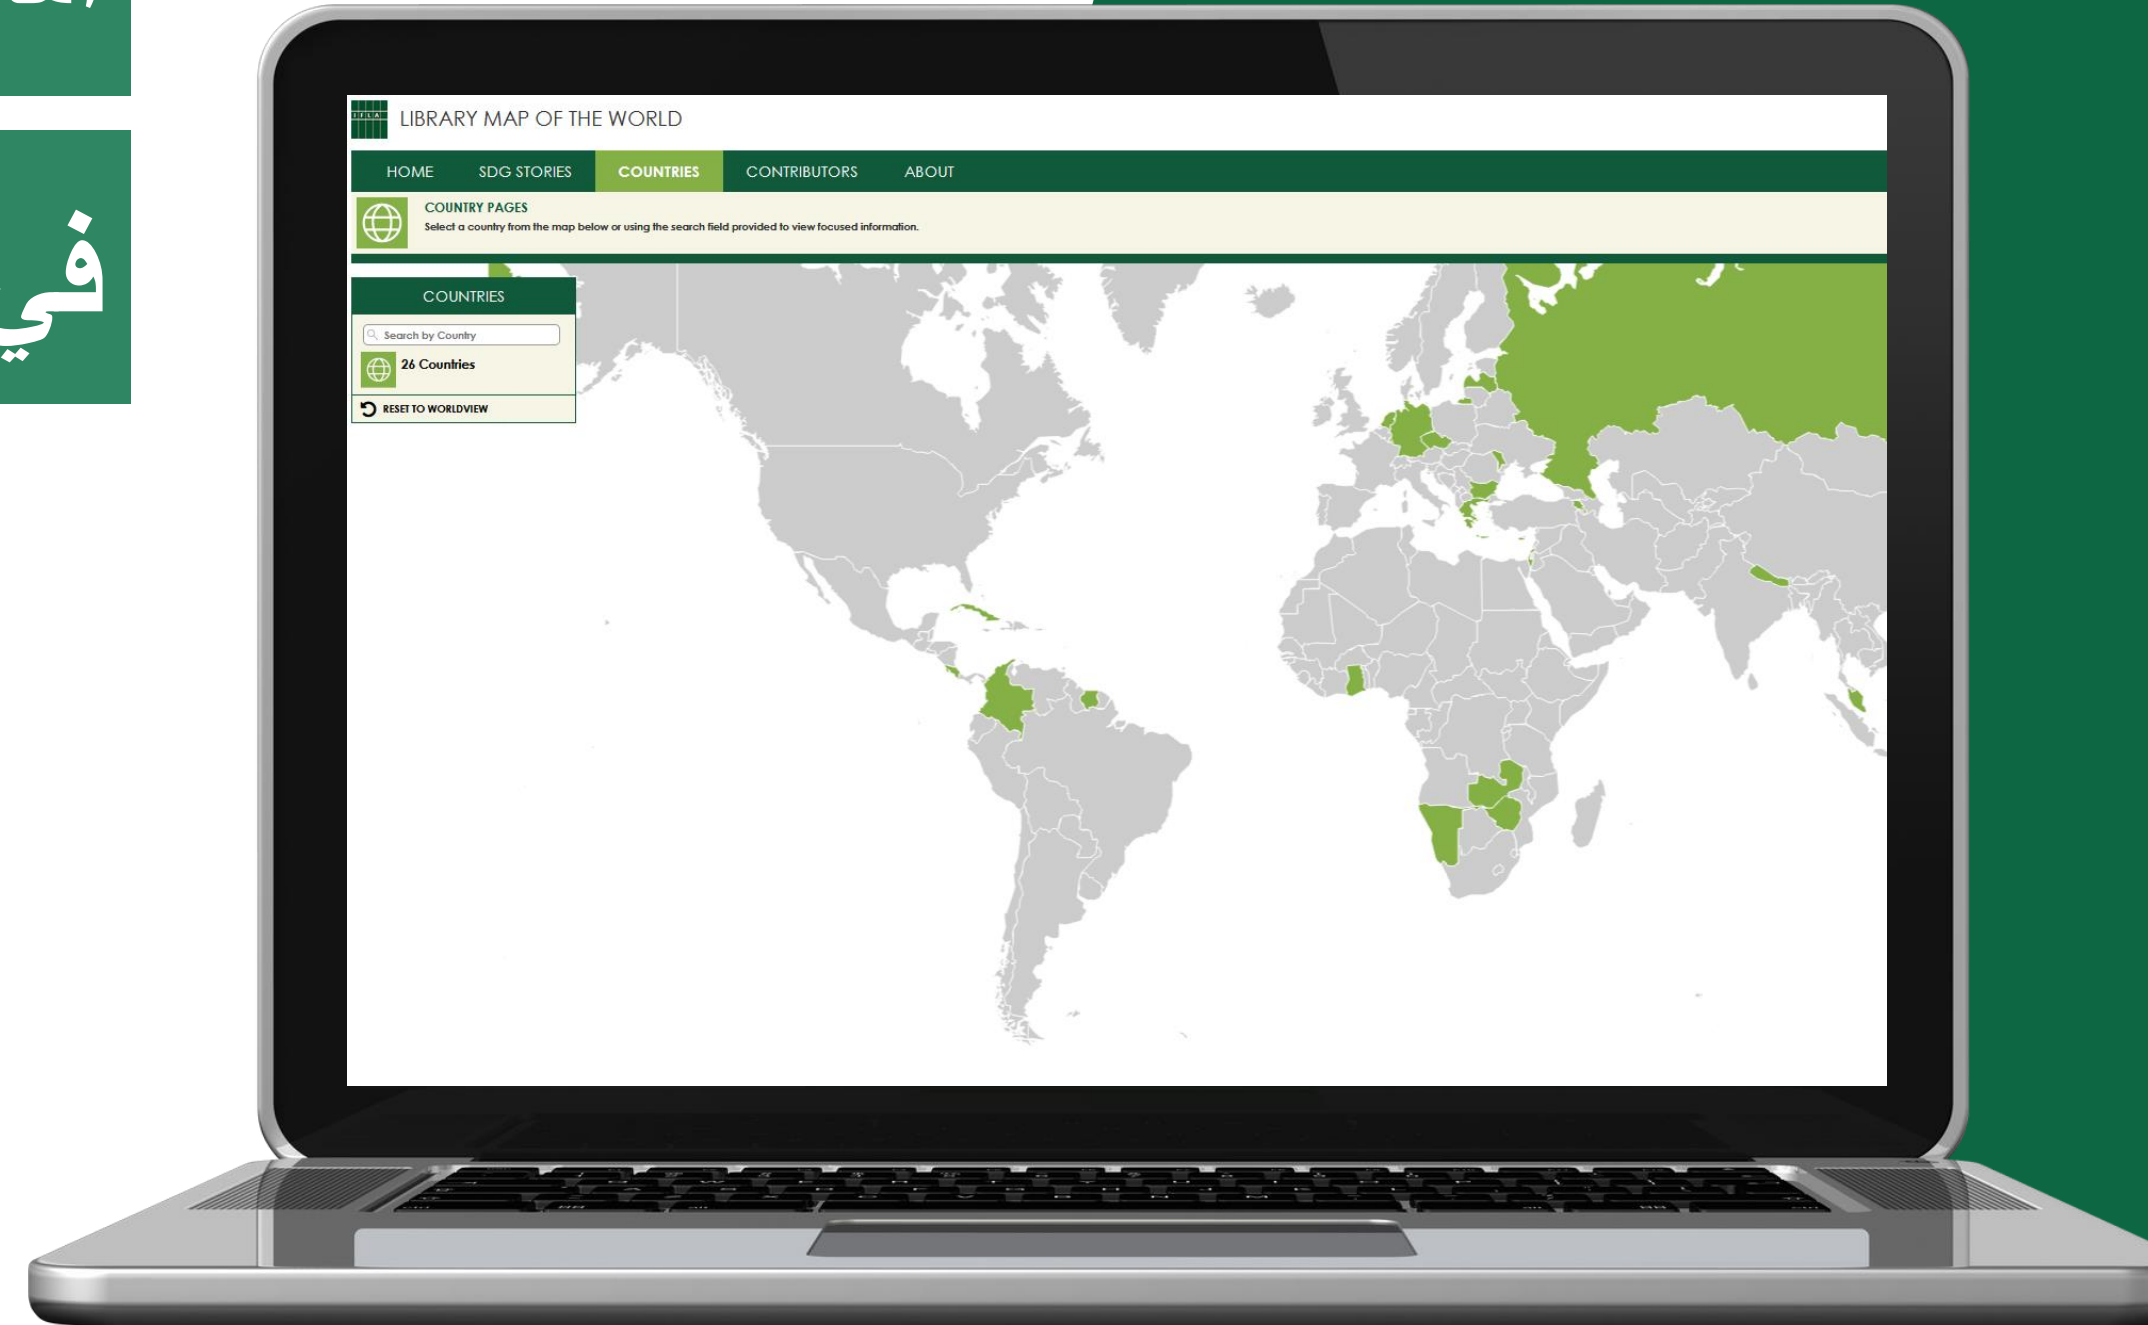 في
IFLA
LIBRARY MAP OF THE WORLD
HOME SDG STORIES COUNTRIES CONTRIBUTORS ABOUT
COUNTRY PAGES
Select a country from the map below or using the search field provided to view focused information.
COUNTRIES
Search by Country
26 Countries
RESET TO WORLDVIEW